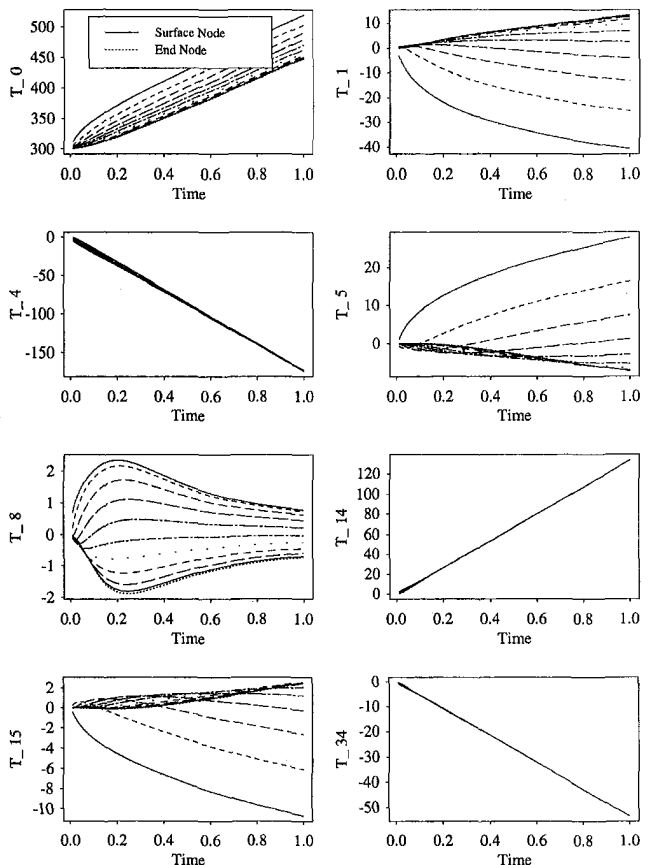 Surface Node
End Node
T_0
500
450
400
350
300
0.0 0.2 0.4 0.6 0.8 1.0
Time
T_1
10
0
-10
-20
-30
-40
0.0 0.2 0.4 0.6 0.8 1.0
Time
T_4
0
-50
-100
-150
0.0 0.2 0.4 0.6 0.8 1.0
Time
T_5
20
10
0
0.0 0.2 0.4 0.6 0.8 1.0
Time
T_8
2
1
0
-1
-2
0.0 0.2 0.4 0.6 0.8 1.0
Time
T_14
120
100
80
60
40
20
0
0.0 0.2 0.4 0.6 0.8 1.0
Time
T_15
2
0
-2
-4
-6
-8
-10
0.0 0.2 0.4 0.6 0.8 1.0
Time
T_34
0
-10
-20
-30
-40
-50
0.0 0.2 0.4 0.6 0.8 1.0
Time